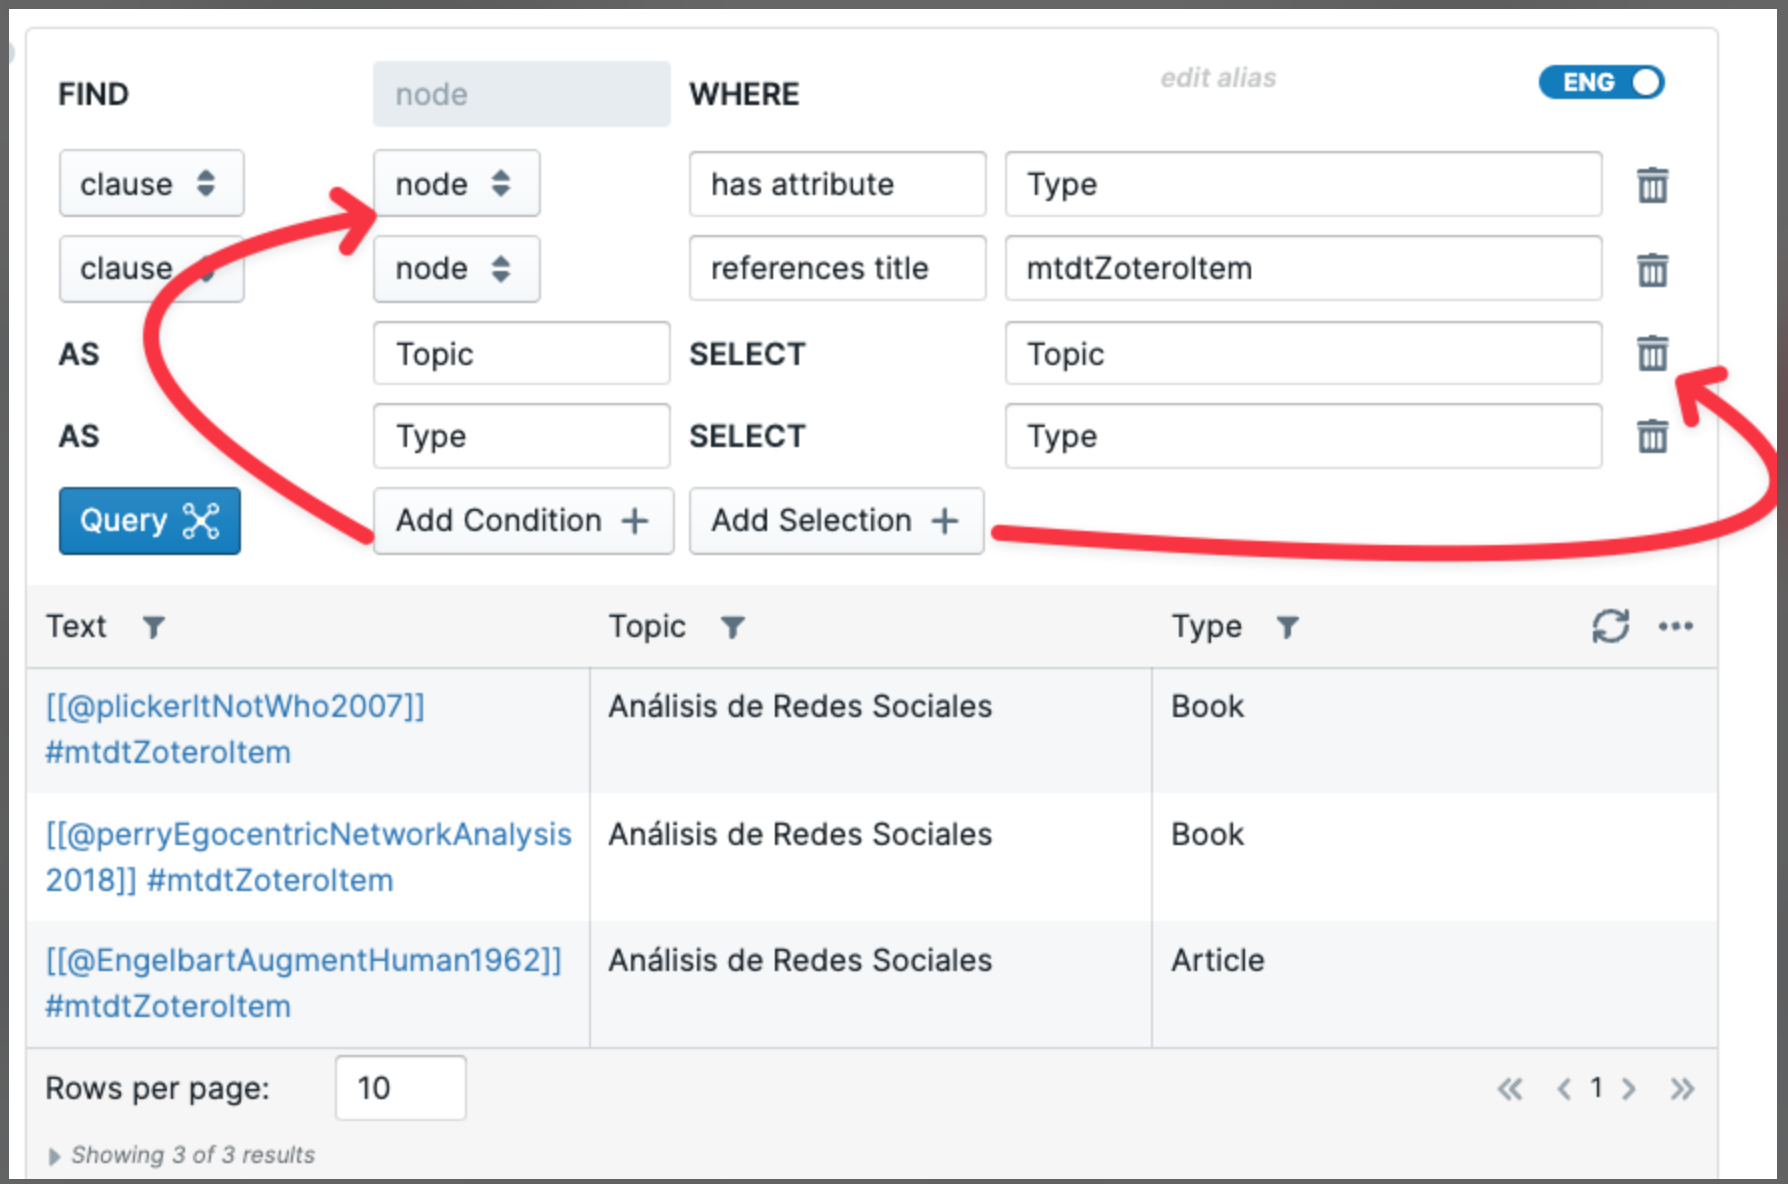 FIND node WHERE edit alias ENG
clause node has attribute Type
clause node references title mtdtZoteroItem
AS Topic SELECT Topic
AS Type SELECT Type
Query Add Condition + Add Selection +
Text Topic Type
[[@plickerItNotWho2007]] Análisis de Redes Sociales Book
#mtdtZoteroItem
[[@perryEgocentricNetworkAnalysis Análisis de Redes Sociales Book
2018]] #mtdtZoteroItem
[[@EngelbartAugmentHuman1962]] Análisis de Redes Sociales Article
#mtdtZoteroItem
Rows per page: 10 « < 1 > »
Showing 3 of 3 results